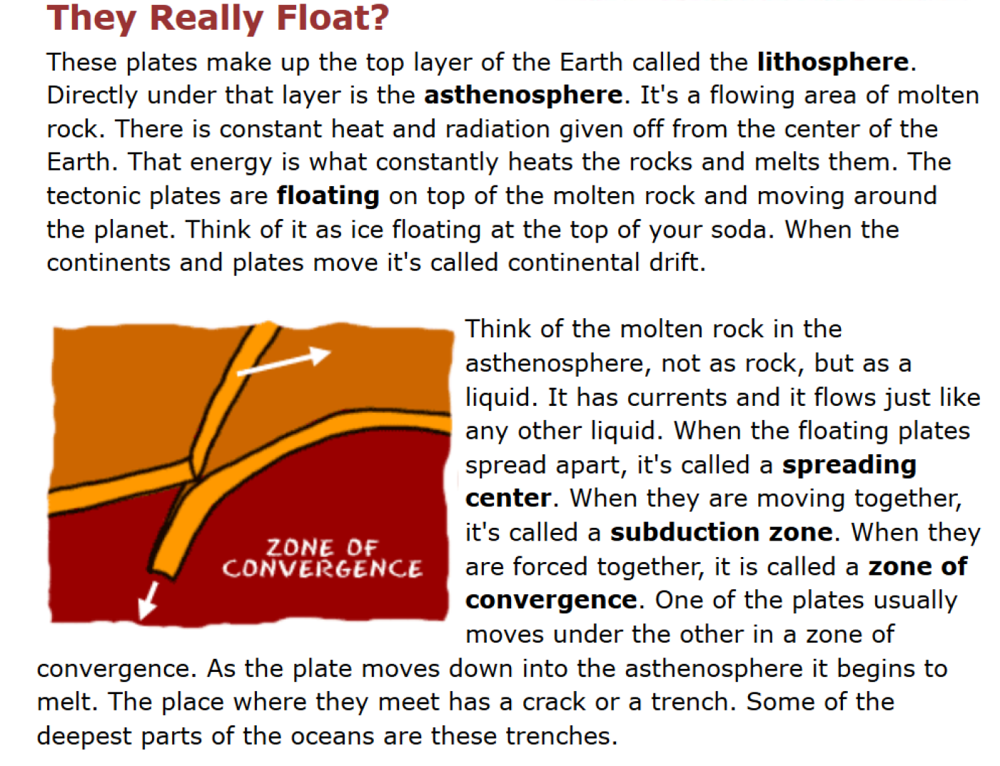 They Really Float?
These plates make up the top layer of the Earth called the lithosphere.
Directly under that layer is the asthenosphere. It's a flowing area of molten
rock. There is constant heat and radiation given off from the center of the
Earth. That energy is what constantly heats the rocks and melts them. The
tectonic plates are floating on top of the molten rock and moving around
the planet. Think of it as ice floating at the top of your soda. When the
continents and plates move it's called continental drift.
ZONE OF
CONVERGENCE
Think of the molten rock in the
asthenosphere, not as rock, but as a
liquid. It has currents and it flows just like
any other liquid. When the floating plates
spread apart, it's called a spreading
center. When they are moving together,
it's called a subduction zone. When they
are forced together, it is called a zone of
convergence. One of the plates usually
moves under the other in a zone of
convergence. As the plate moves down into the asthenosphere it begins to
melt. The place where they meet has a crack or a trench. Some of the
deepest parts of the oceans are these trenches.